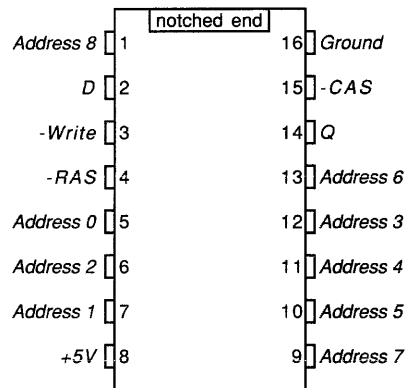 notched end
Address 8 1 16 Ground
D 2 15 -CAS
-Write 3 14 Q
-RAS 4 13 Address 6
Address 0 5 12 Address 3
Address 2 6 11 Address 4
Address 1 7 10 Address 5
+5V 8 9 Address 7